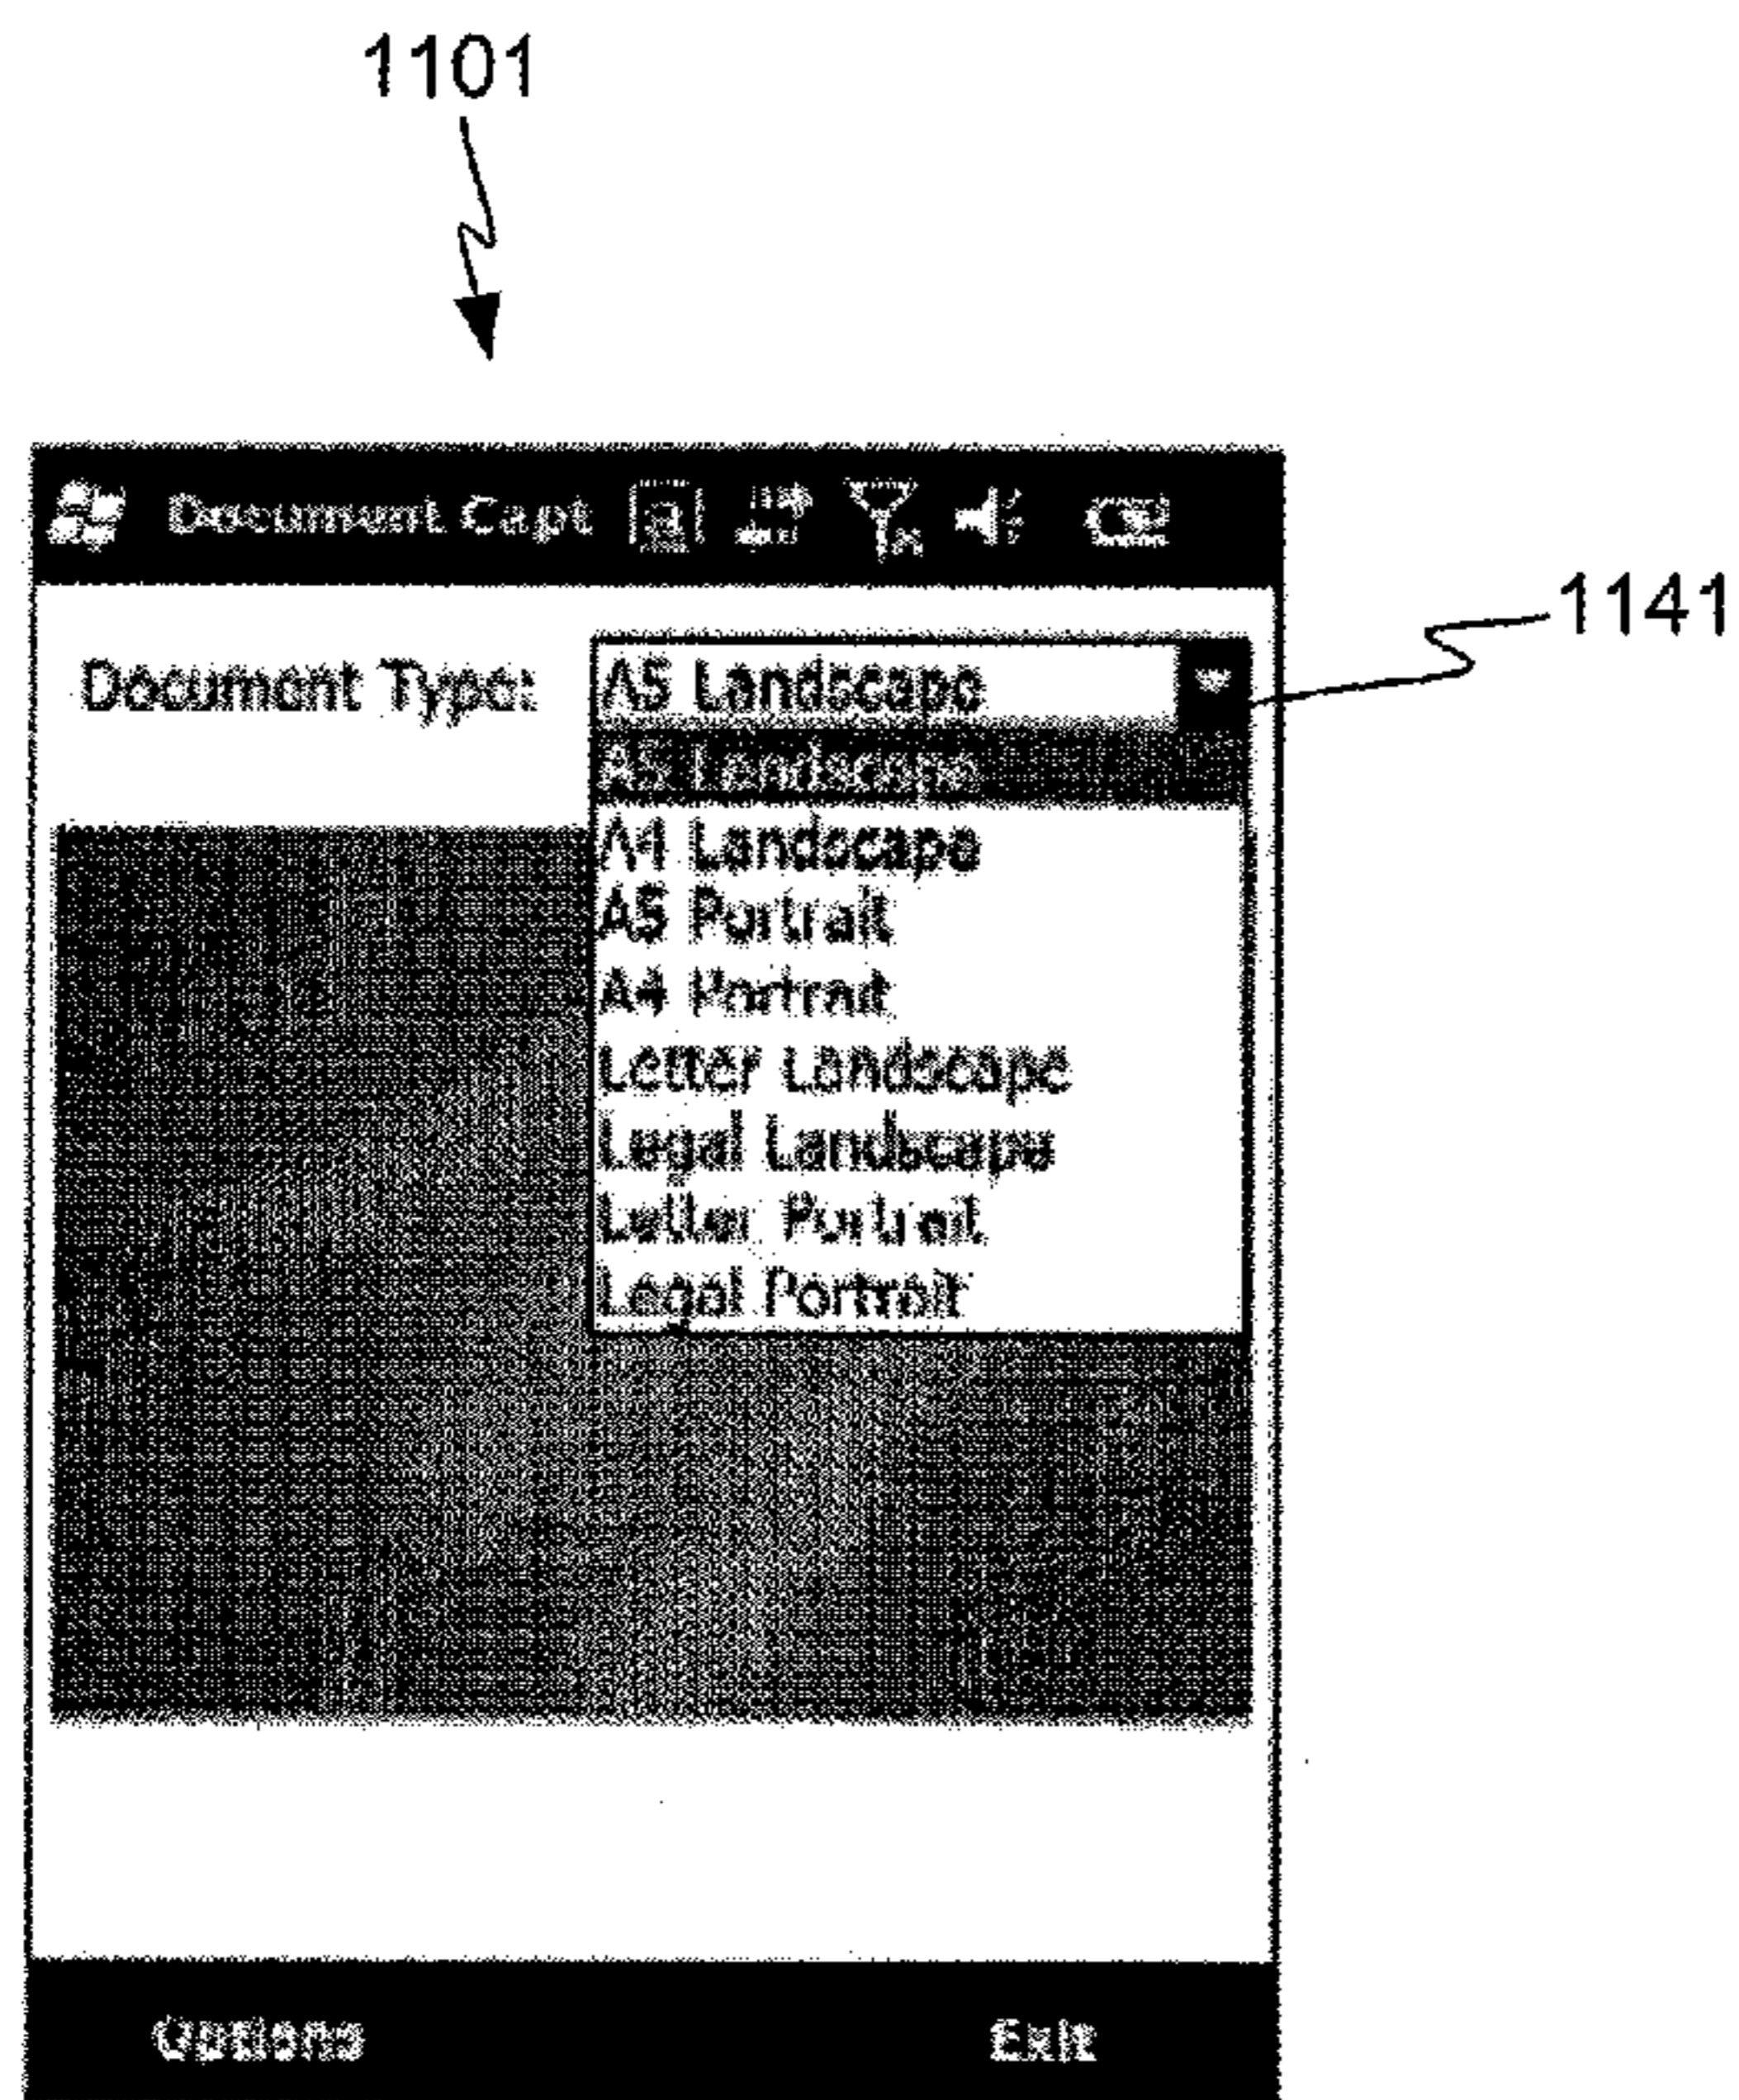 1101
Document Capt
1141
Document Type: A5 Landscape
A5 Landscape
A4 Landscape
A5 Portrait
A4 Portrait
Letter Landscape
Legal Landscape
Letter Portrait
Legal Portrait
Options Exit